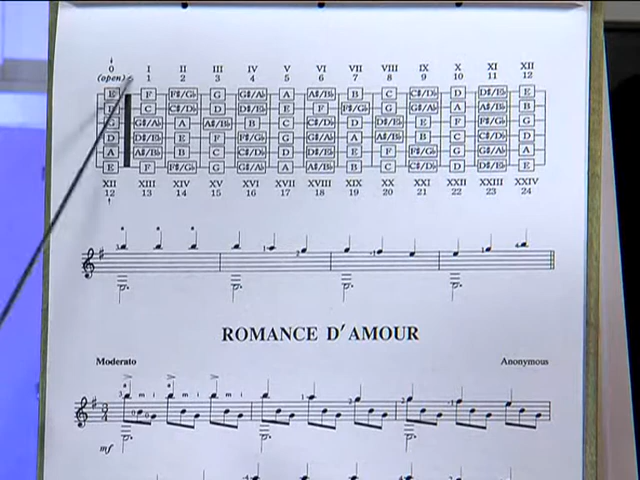 0 I II III IV V VI VII VIII IX X XI XII
(open) 1 2 3 4 5 6 7 8 9 10 11 12
E F F♯/G♭ G G♯/A♭ A A♯/B♭ B C C♯/D♭ D D♯/E♭ E
C C♯/D♭ D D♯/E♭ E F F♯/G♭ G G♯/A♭ A A♯/B♭ B
G G♯/A♭ A A♯/B♭ B C C♯/D♭ D D♯/E♭ E F F♯/G♭ G
D D♯/E♭ E F F♯/G♭ G G♯/A♭ A A♯/B♭ B C C♯/D♭ D
A A♯/B♭ B C C♯/D♭ D D♯/E♭ E F F♯/G♭ G G♯/A♭ A
E F F♯/G♭ G G♯/A♭ A A♯/B♭ B C C♯/D♭ D D♯/E♭ E
XII XIII XIV XV XVI XVII XVIII XIX XX XXI XXII XXIII XXIV
12 13 14 15 16 17 18 19 20 21 22 23 24
ROMANCE D'AMOUR
Moderato Anonymous
a a a
m i m i m i
mf